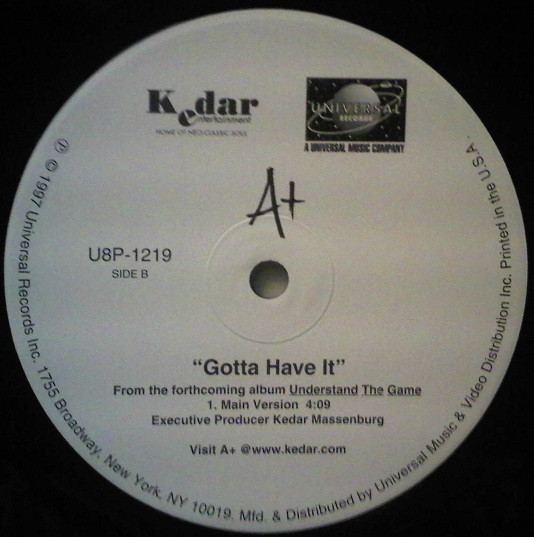 Kedar
entertainment
HOME OF NEO-CLASSIC SOUL
UNIVERSAL
RECORDS
A UNIVERSAL MUSIC COMPANY
A+
U8P-1219
SIDE B
"Gotta Have It"
From the forthcoming album Understand The Game
1. Main Version 4:09
Executive Producer Kedar Massenburg
Visit A+ @www.kedar.com
℗ © 1997 Universal Records Inc. 1755 Broadway, New York, NY 10019. Mfd. & Distributed by Universal Music & Video Distribution Inc. Printed in the U.S.A.